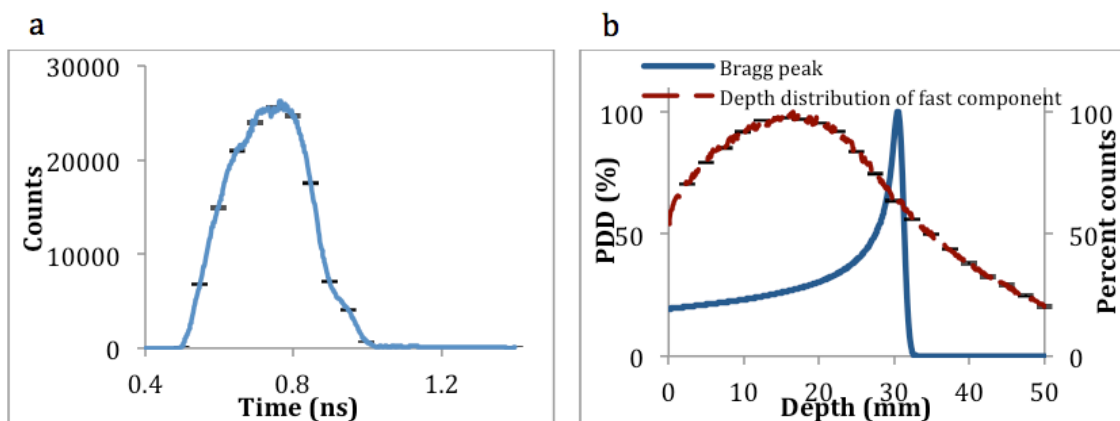 a
30000
20000
10000
0
Counts
0.4 0.8 1.2
Time (ns)
b
Bragg peak
Depth distribution of fast component
100
50
0
PDD (%)
100
50
0
Percent counts
0 10 20 30 40 50
Depth (mm)